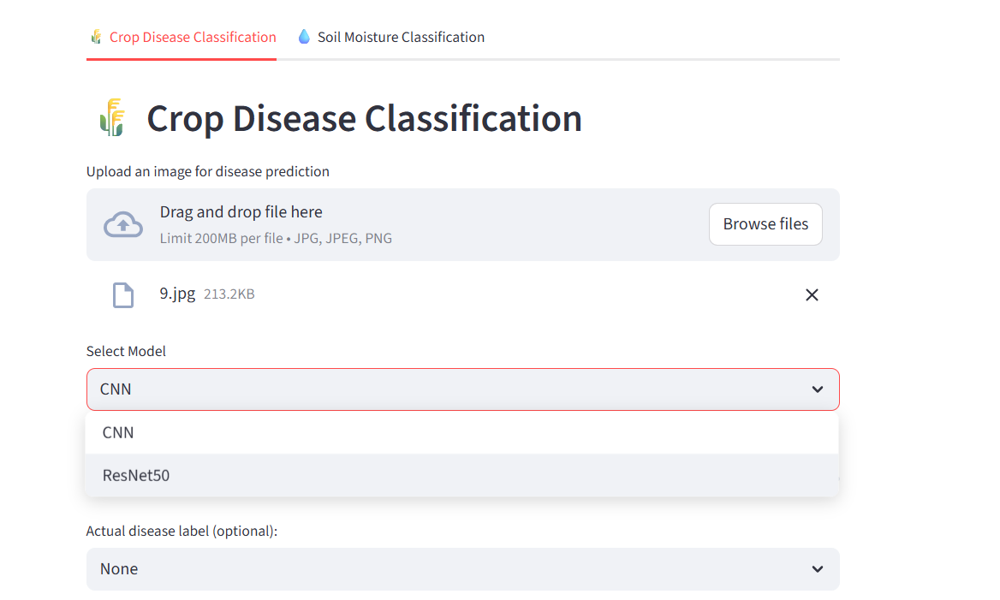 Crop Disease Classification
Soil Moisture Classification
Crop Disease Classification
Upload an image for disease prediction
Drag and drop file here
Limit 200MB per file • JPG, JPEG, PNG
Browse files
9.jpg 213.2KB
Select Model
CNN
CNN
ResNet50
Actual disease label (optional):
None